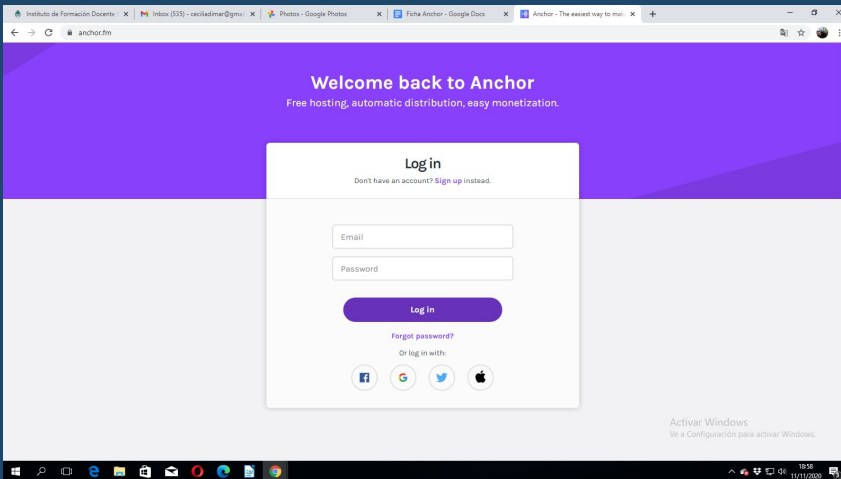 Instituto de Formación Docente
Inbox (535) - ceciliadimar@gmai
Photos - Google Photos
Ficha Anchor - Google Docs
Anchor - The easiest way to mak
anchor.fm
Welcome back to Anchor
Free hosting, automatic distribution, easy monetization.
Log in
Don't have an account? Sign up instead.
Email
Password
Log in
Forgot password?
Or log in with:
Activar Windows
Ve a Configuración para activar Windows.
18:58
11/11/2020